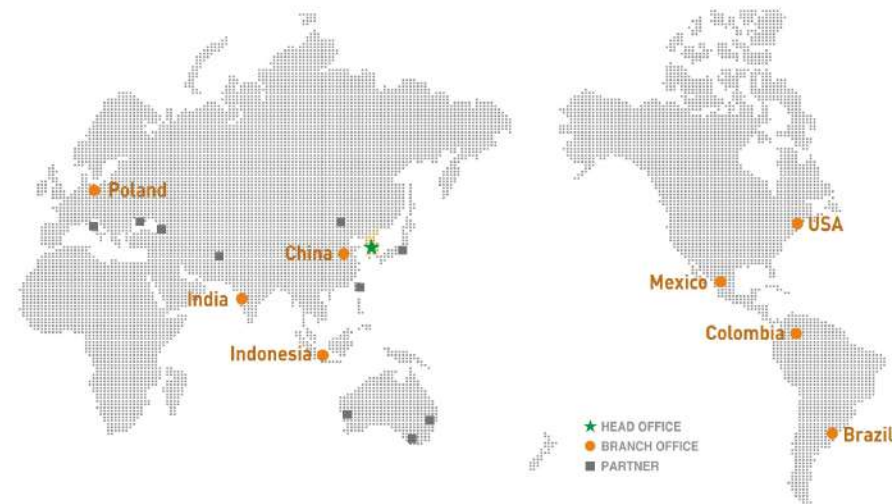 Poland
USA
China
Mexico
India
Colombia
Indonesia
HEAD OFFICE
BRANCH OFFICE
PARTNER
Brazil